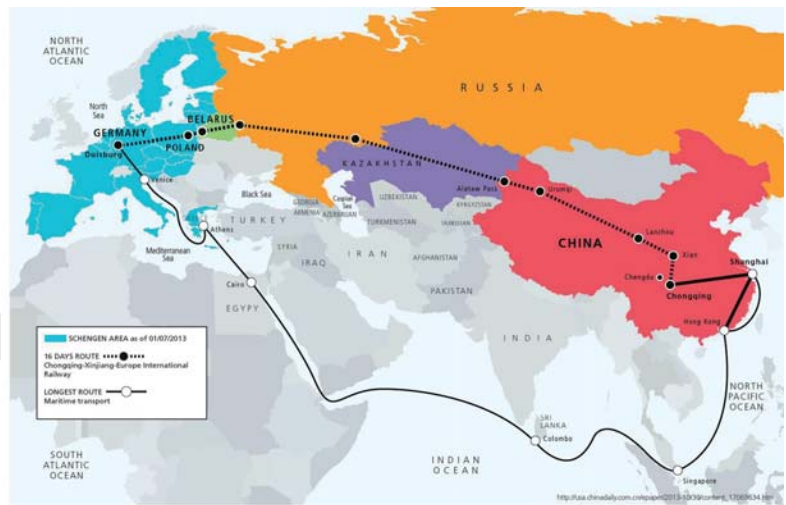 NORTH
ATLANTIC
OCEAN
North
Sea
RUSSIA
BELARUS
GERMANY
Duisburg
POLAND
KAZAKHSTAN
Venice
Black Sea
Caspian
Sea
GEORGIA
ARMENIA AZERBAIJAN
UZBEKISTAN
Alataw Pass
Urumqi
KYRGYZSTAN
TURKMENISTAN
TAJIKISTAN
Athens
TURKEY
Mediterranean
Sea
SYRIA
IRAQ
IRAN
AFGHANISTAN
PAKISTAN
Lanzhou
CHINA
Xian
Chengdu
Chongqing
Shanghai
Hong Kong
Cairo
EGYPT
INDIA
SCHENGEN AREA as of 01/07/2013
16 DAYS ROUTE
Chongqing-Xinjiang-Europe International
Railway
LONGEST ROUTE
Maritime transport
NORTH
PACIFIC
OCEAN
SRI
LANKA
Colombo
SOUTH
ATLANTIC
OCEAN
INDIAN
OCEAN
Singapore